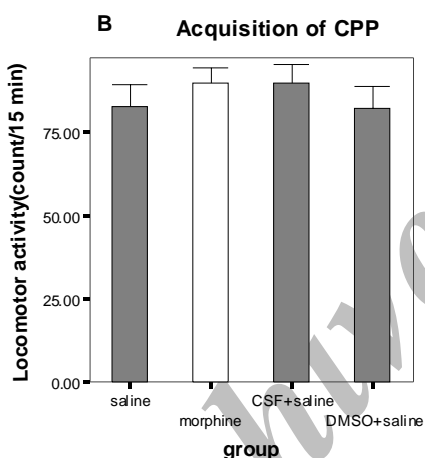 B
Acquisition of CPP
Locomotor activity(count/15 min)
75.00
50.00
25.00
0.00
saline
morphine
CSF+saline
DMSO+saline
group